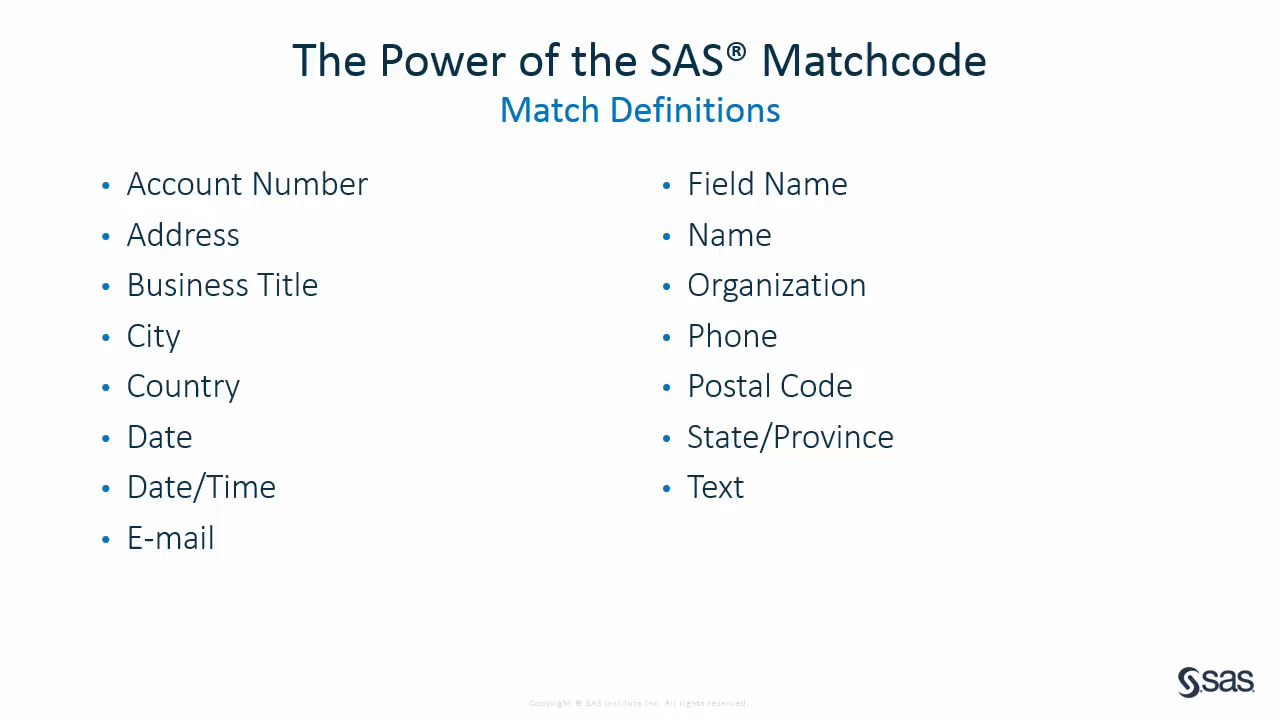 The Power of the SAS® Matchcode
Match Definitions
• Account Number
• Address
• Business Title
• City
• Country
• Date
• Date/Time
• E-mail
• Field Name
• Name
• Organization
• Phone
• Postal Code
• State/Province
• Text
sas
Copyright © SAS Institute Inc. All rights reserved.